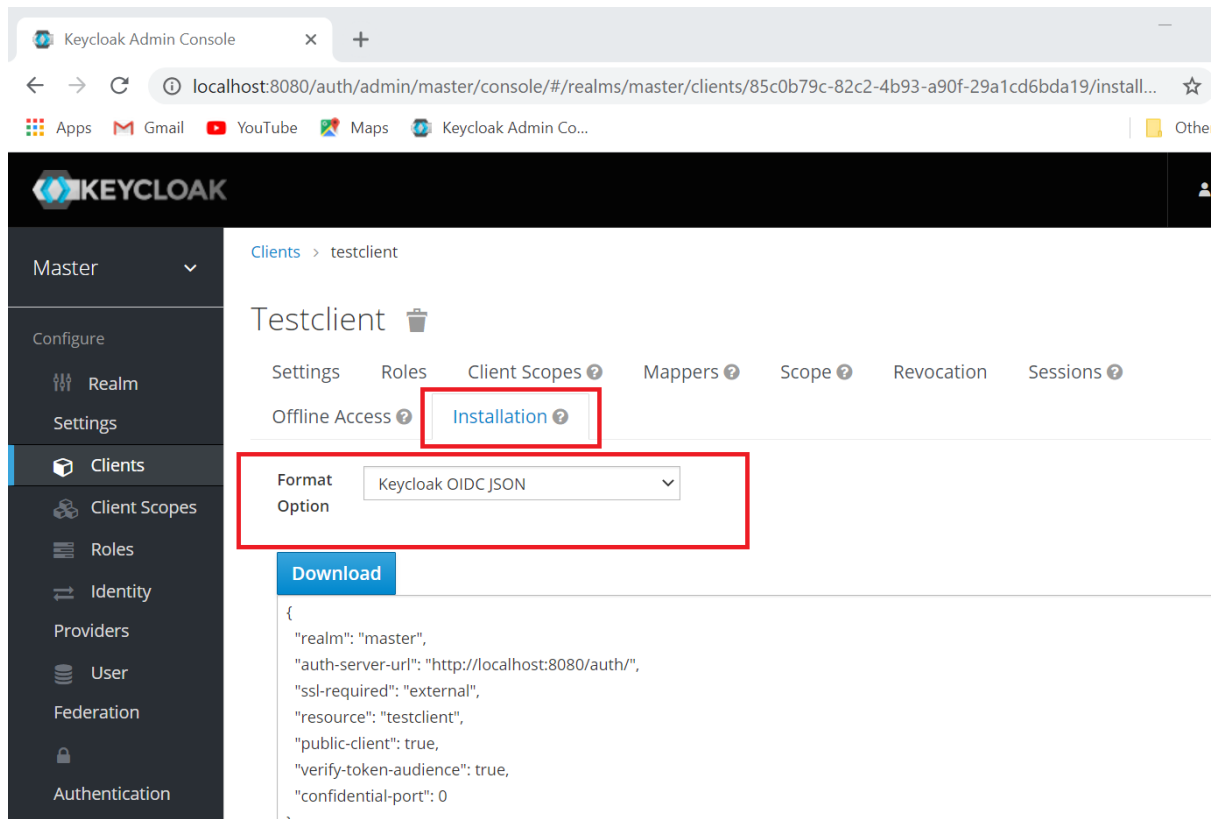 Keycloak Admin Console
localhost:8080/auth/admin/master/console/#/realms/master/clients/85c0b79c-82c2-4b93-a90f-29a1cd6bda19/install...
Apps Gmail YouTube Maps Keycloak Admin Co...
KEYCLOAK
Master
Clients > testclient
Testclient
Configure
Realm
Settings
Clients
Client Scopes
Roles
Identity
Providers
User
Federation
Authentication
Settings Roles Client Scopes Mappers Scope Revocation Sessions
Offline Access Installation
Format
Option
Keycloak OIDC JSON
Download
{
"realm": "master",
"auth-server-url": "http://localhost:8080/auth/",
"ssl-required": "external",
"resource": "testclient",
"public-client": true,
"verify-token-audience": true,
"confidential-port": 0